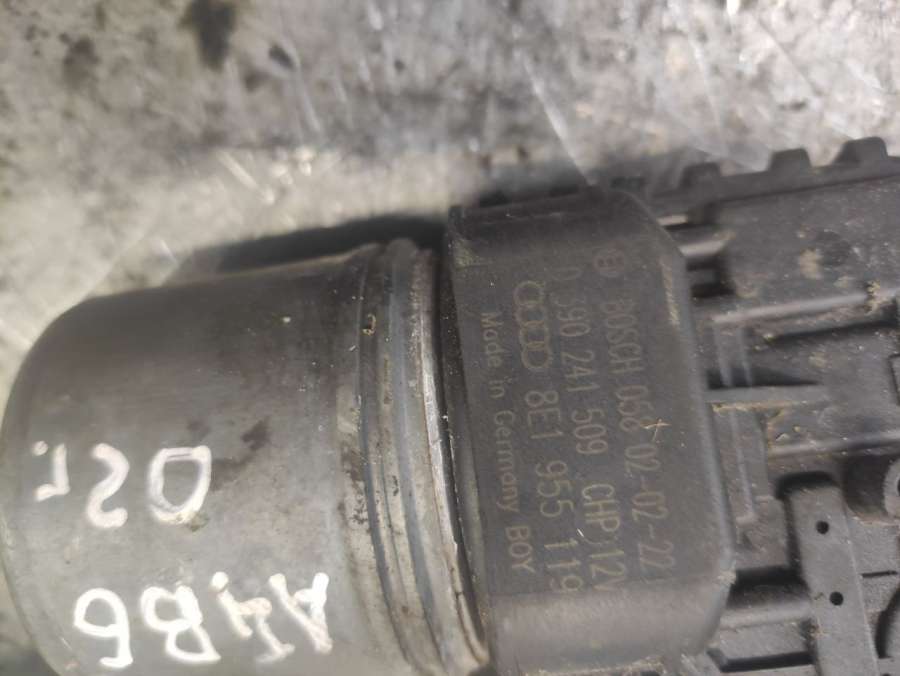 BOSCH 058 02-02-22
0 390 241 509 CHP 12V
8E1 955 119
Made in Germany BOY
A4B6
02г.